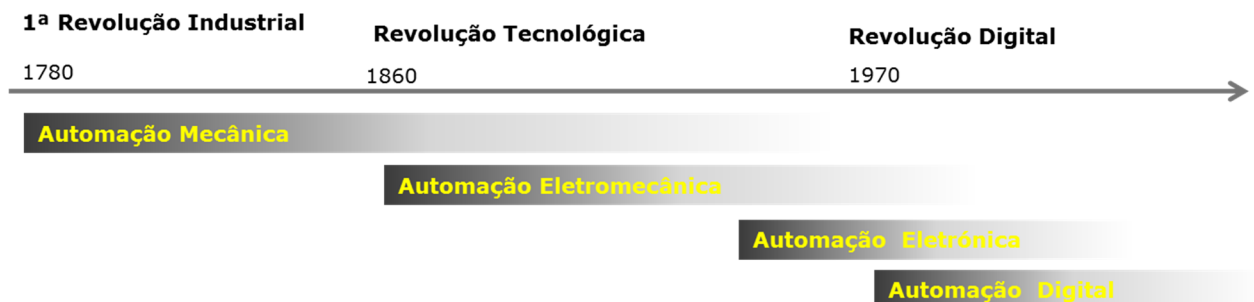 1ª Revolução Industrial
Revolução Tecnológica
Revolução Digital
1780
1860
1970
Automação Mecânica
Automação Eletromecânica
Automação Eletrónica
Automação Digital